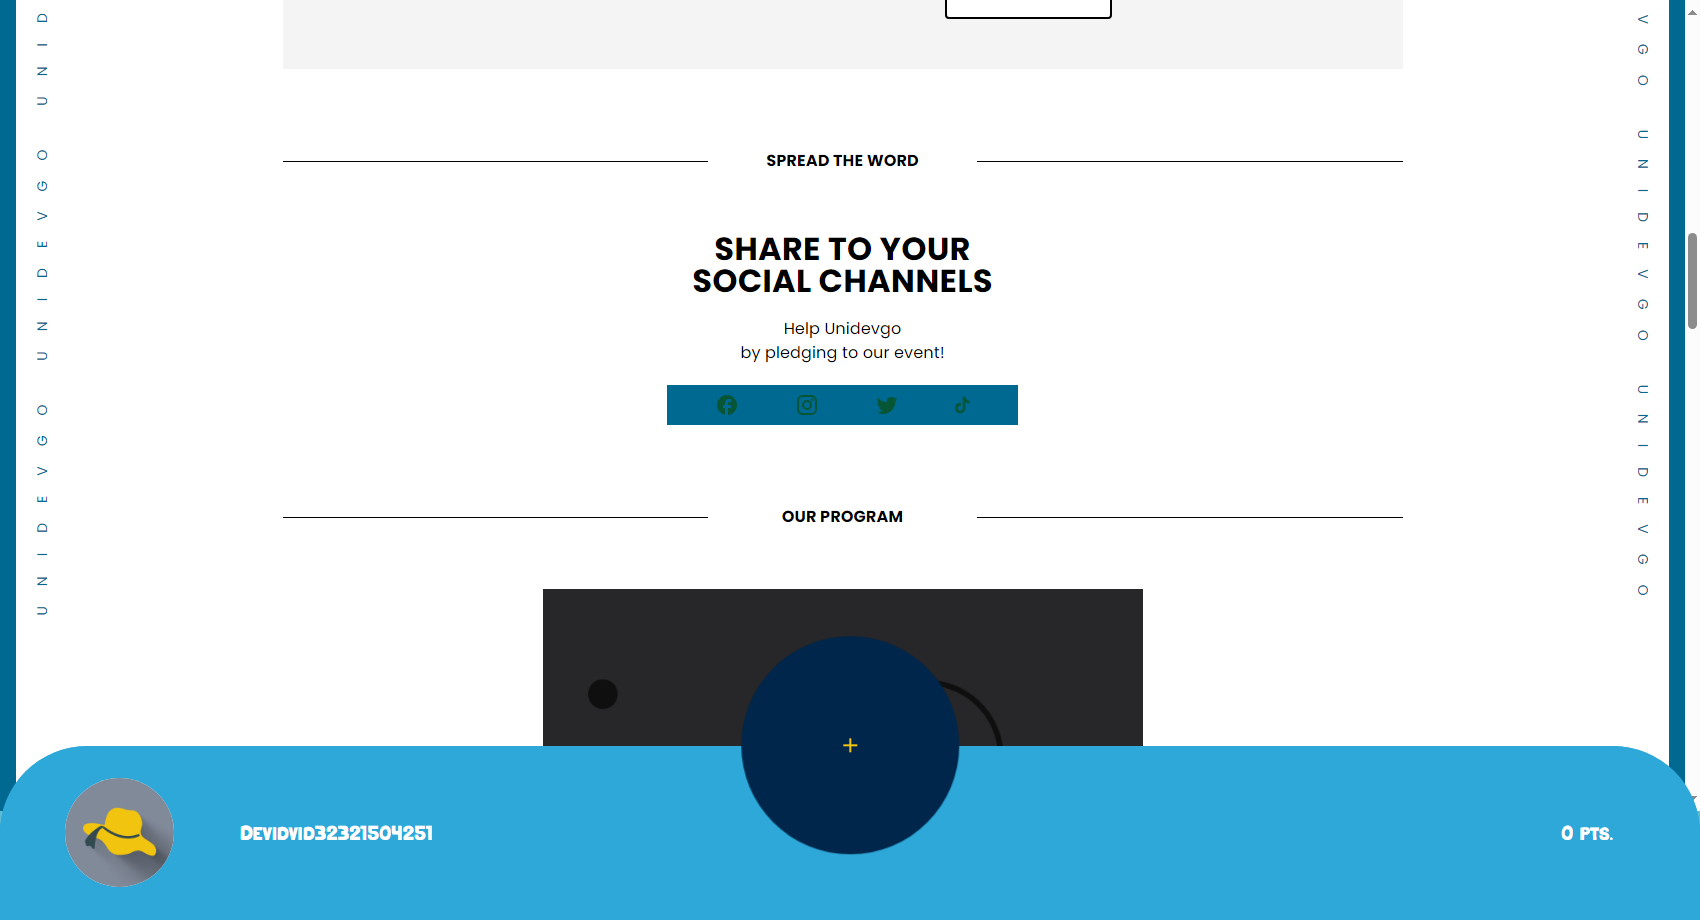 UNIDEVGO UNIDEVGO UNID
VGO UNIDEVGO UNIDEVGO
SPREAD THE WORD
SHARE TO YOUR
SOCIAL CHANNELS
Help Unidevgo
by pledging to our event!
OUR PROGRAM
+
Devidvid32321504251
0 pts.